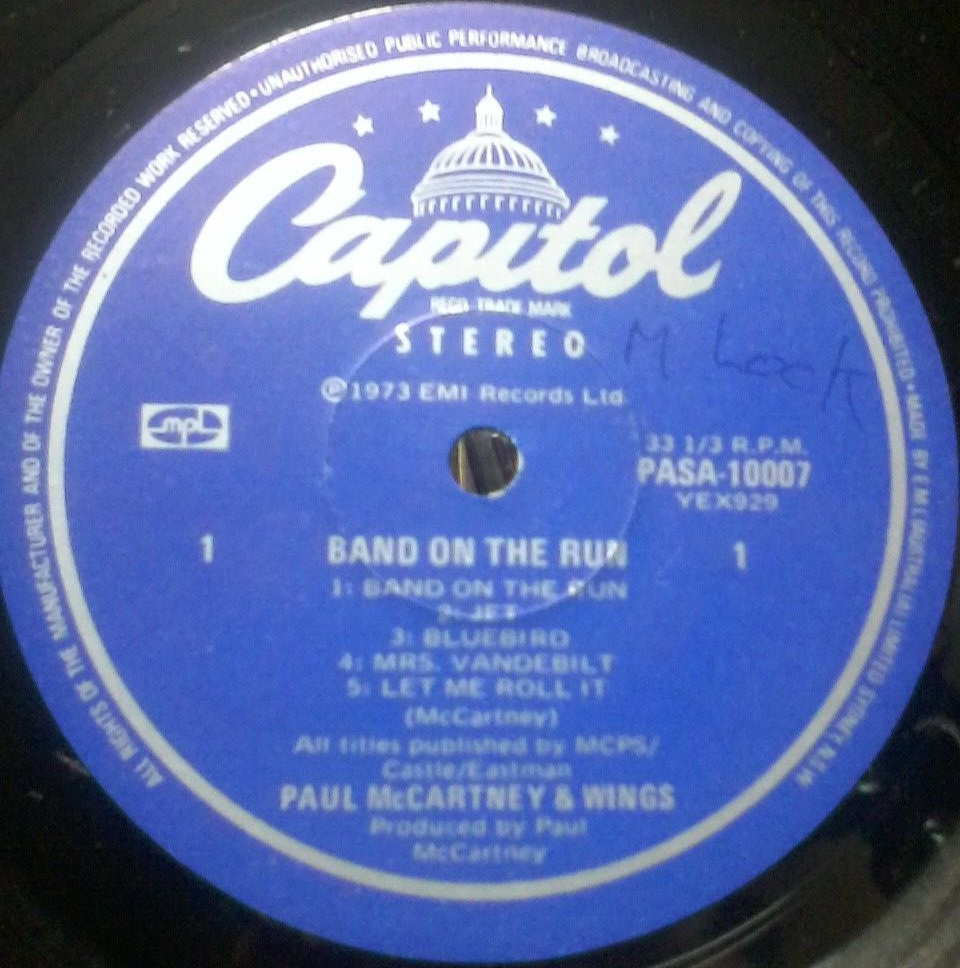 ALL RIGHTS OF THE MANUFACTURER AND OF THE OWNER OF THE RECORDED WORK RESERVED • UNAUTHORISED PUBLIC PERFORMANCE BROADCASTING AND COPYING OF THIS RECORD PROHIBITED • MADE BY E M I (AUSTRALIA) LIMITED SYDNEY N.S.W
Capitol
REGD. TRADE MARK
STEREO
M Lock
℗1973 EMI Records Ltd
mpl
33 1/3 R.P.M.
PASA-10007
YEX929
1 BAND ON THE RUN 1
1: BAND ON THE RUN
2: JET
3: BLUEBIRD
4: MRS. VANDEBILT
5: LET ME ROLL IT
(McCartney)
All titles published by MCPS/
Castle/Eastman
PAUL McCARTNEY & WINGS
Produced by Paul
McCartney